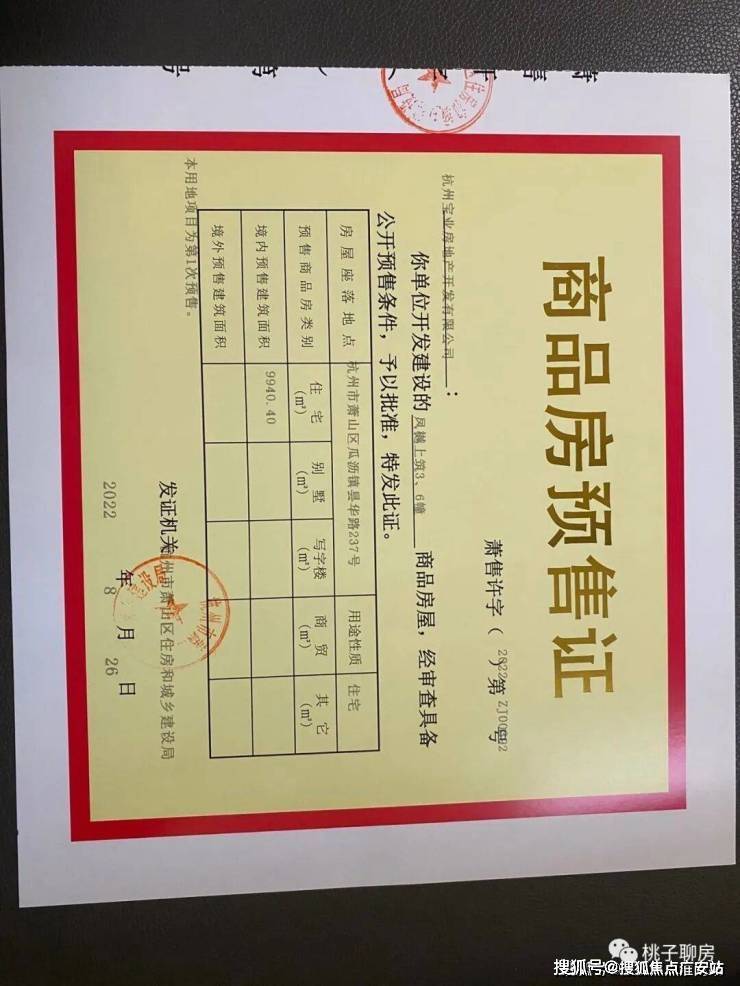 商品房预售证
萧售许字（2022）第ZJ00　　号
杭州宝业房地产开发有限公司：
你单位开发建设的凤樾上筑3、6幢商品房屋，经审查具备
公开预售条件，予以批准，特发此证。
房屋座落地点 杭州市萧山区瓜沥镇昙华路237号 用途性质 住宅
预售商品房类别 住宅（㎡） 别墅（㎡） 写字楼（㎡） 商贸（㎡） 其它（㎡）
境内预售建筑面积 9940.40
境外预售建筑面积
本用地项目为第1次预售。
发证机关 杭州市萧山区住房和城乡建设局
2022 年 8 月 26 日
桃子聊房
搜狐号@搜狐焦点广安站